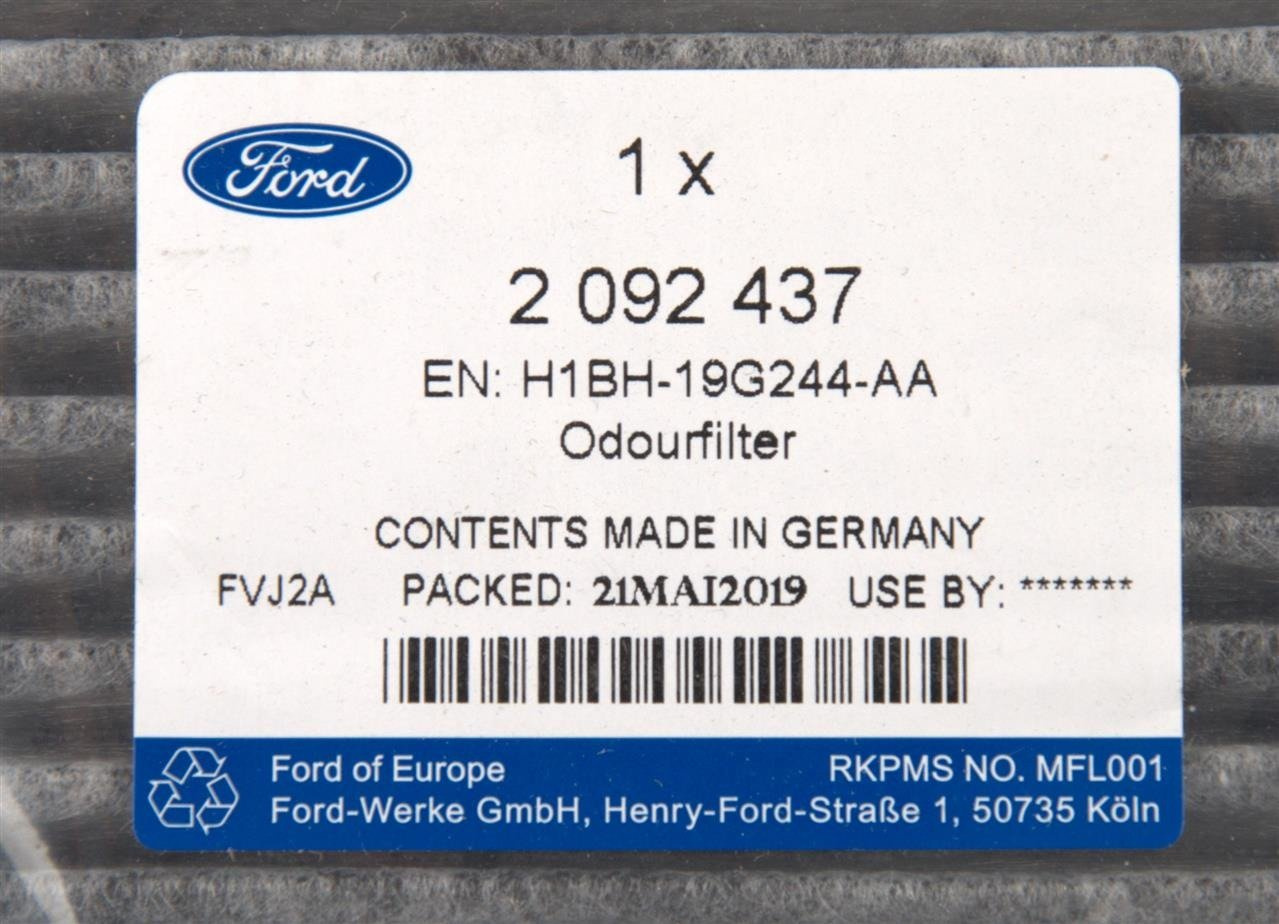 Ford
1 x
2 092 437
EN: H1BH-19G244-AA
Odourfilter
CONTENTS MADE IN GERMANY
FVJ2A PACKED: 21MAI2019 USE BY: *******
Ford of Europe RKPMS NO. MFL001
Ford-Werke GmbH, Henry-Ford-Straße 1, 50735 Köln